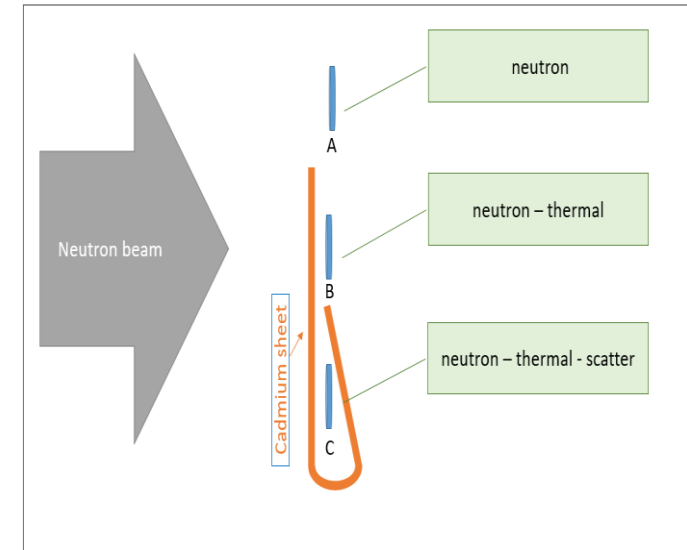 neutron
A
Neutron beam
neutron – thermal
B
Cadmium sheet
neutron – thermal - scatter
C